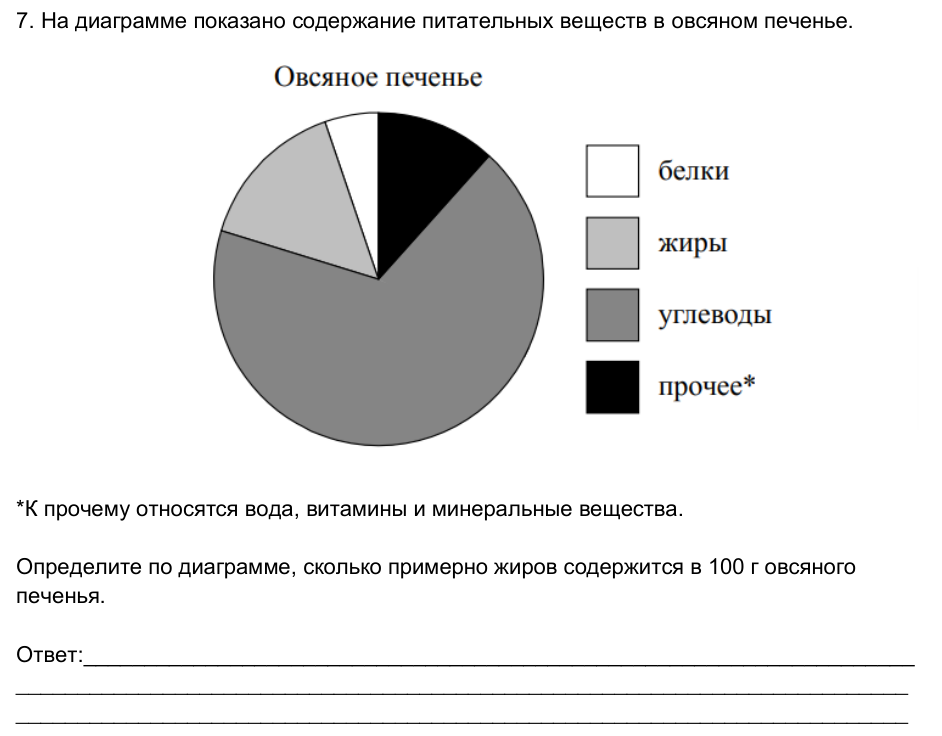 7. На диаграмме показано содержание питательных веществ в овсяном печенье.
Овсяное печенье
белки
жиры
углеводы
прочее*
*К прочему относятся вода, витамины и минеральные вещества.
Определите по диаграмме, сколько примерно жиров содержится в 100 г овсяного
печенья.
Ответ: